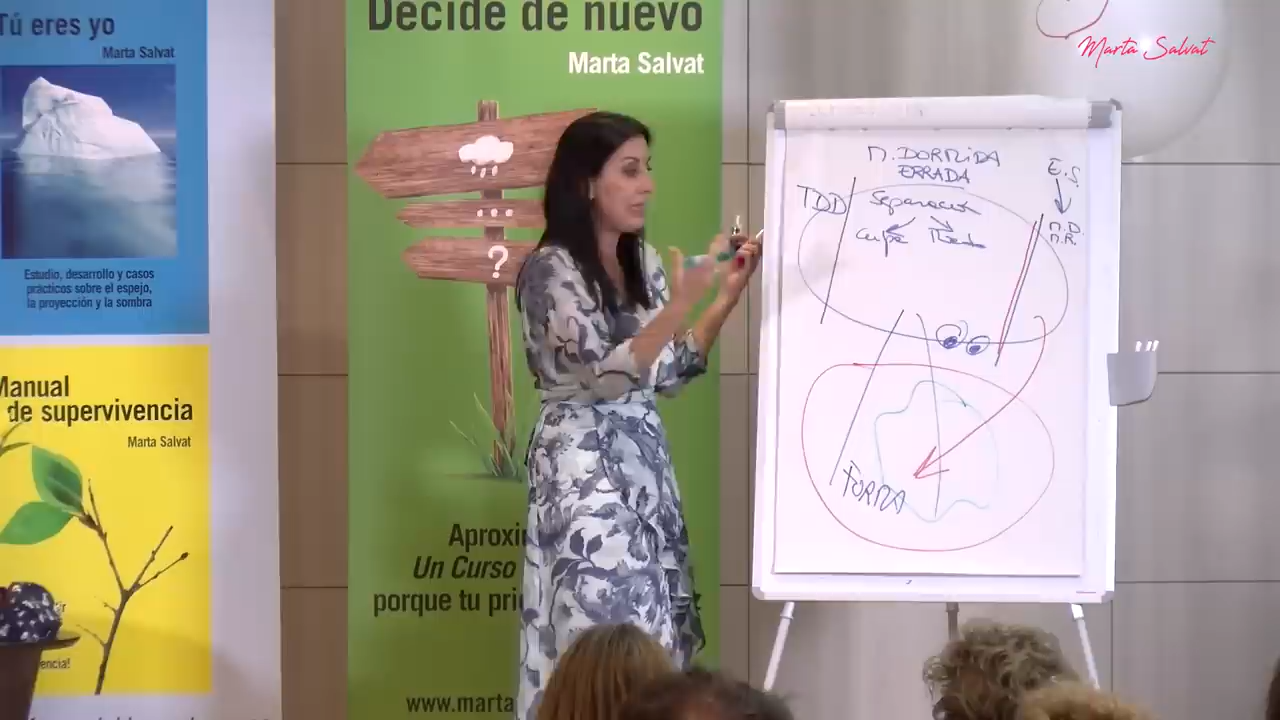 Tú eres yo
Marta Salvat
Estudio, desarrollo y casos
prácticos sobre el espejo,
la proyección y la sombra
Manual
de supervivencia
Marta Salvat
Decide de nuevo
Marta Salvat
?
Un Curso
porque tu
www.marta
Marta Salvat
M. DORMIDA
ERRADA
E.S.
TDD
Separación
Culpa Miedo
M.D.
M.R.
FORMA